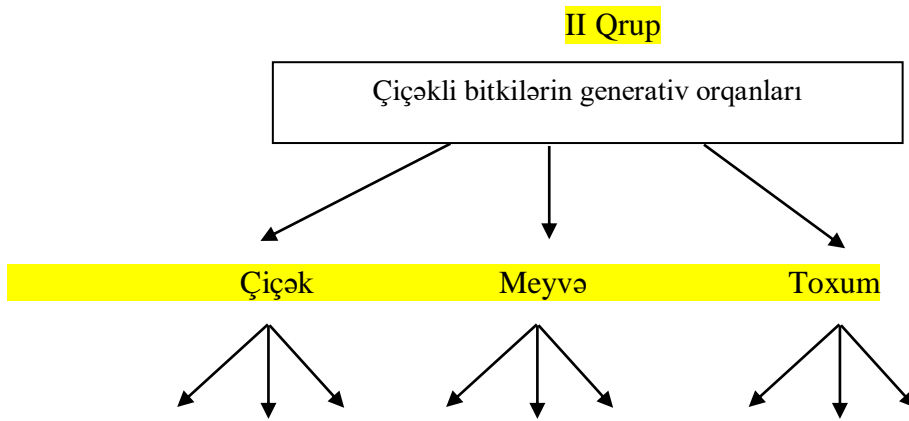 II Qrup
Çiçəkli bitkilərin generativ orqanları
Çiçək Meyvə Toxum